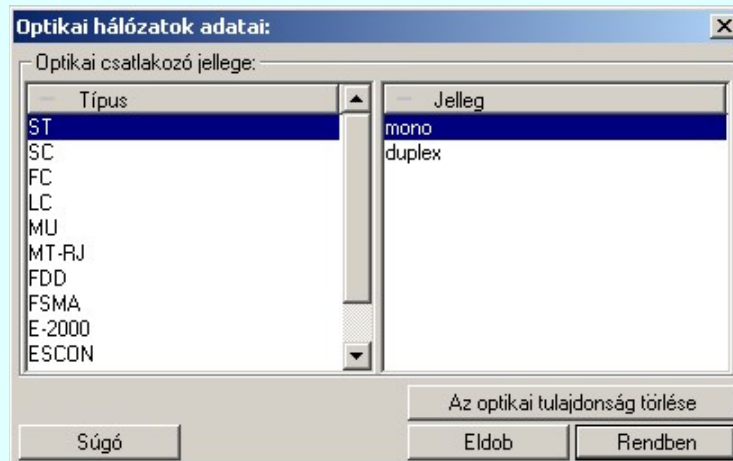 Optikai hálózatok adatai:
Optikai csatlakozó jellege:
Típus
ST
SC
FC
LC
MU
MT-RJ
FDD
FSMA
E-2000
ESCON
Jelleg
mono
duplex
Az optikai tulajdonság törlése
Súgó
Eldob
Rendben